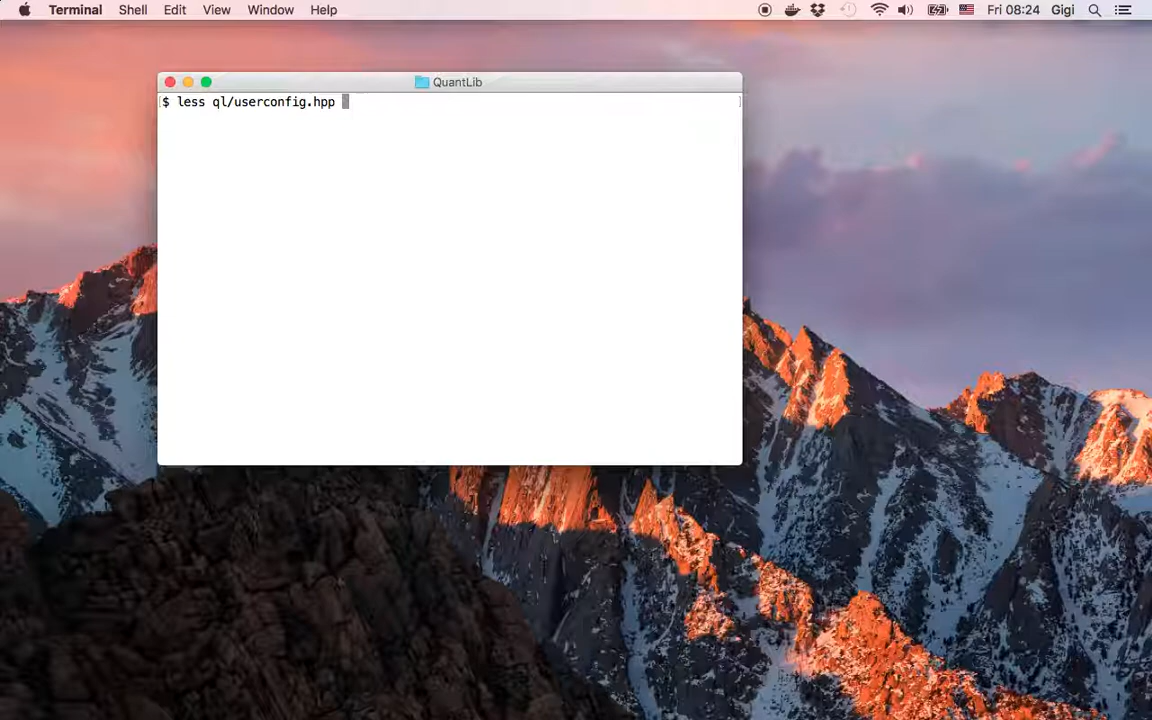 Terminal Shell Edit View Window Help Fri 08:24 Gigi
QuantLib
$ less ql/userconfig.hpp